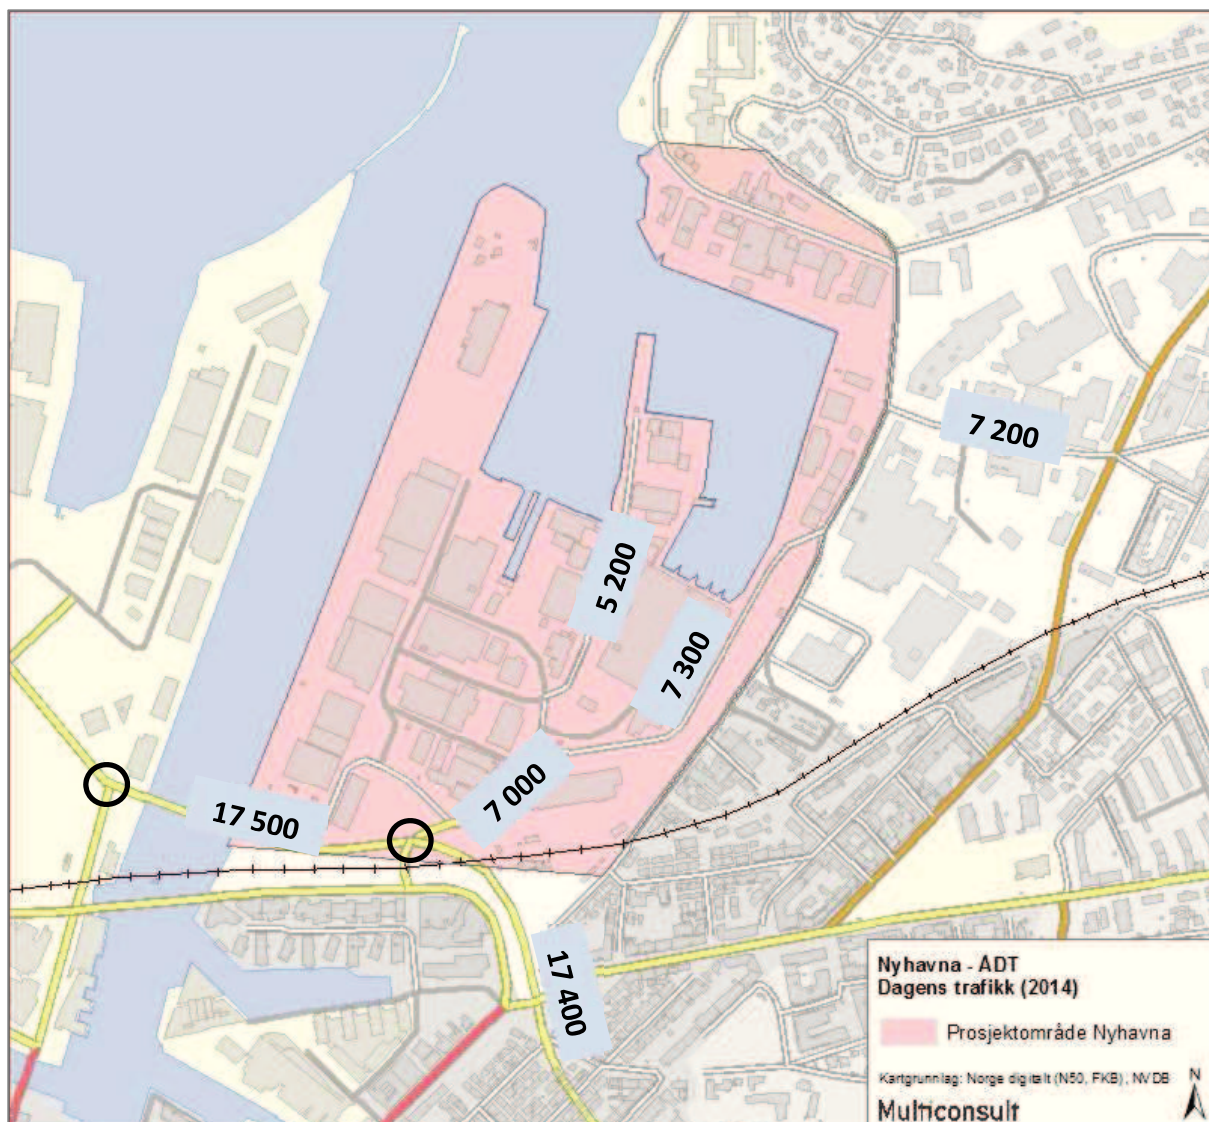 7 200
5 200
7 300
7 000
17 500
17 400
Nyhavna - ÅDT
Dagens trafikk (2014)
Prosjektområde Nyhavna
Kartgrunnlag: Norge digitalt (N50, FKB), NVDB
N
Multiconsult